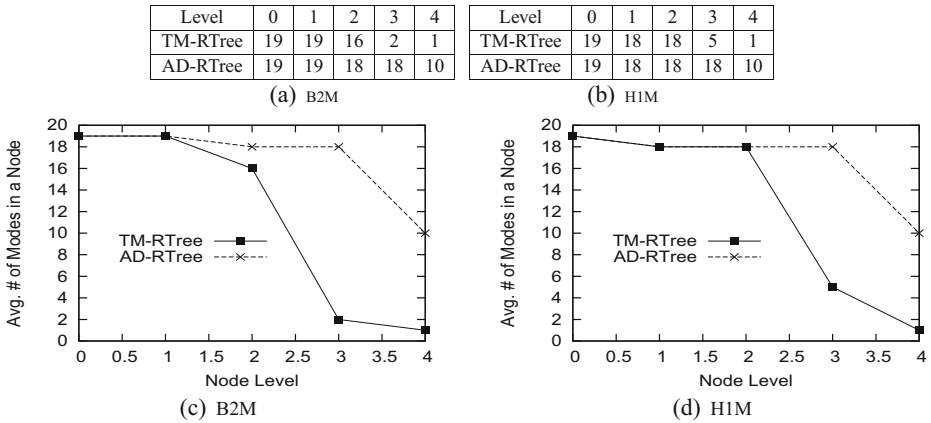 Level 0 1 2 3 4
TM-RTree 19 19 16 2 1
AD-RTree 19 19 18 18 10
(a) B2M
Level 0 1 2 3 4
TM-RTree 19 18 18 5 1
AD-RTree 19 18 18 18 10
(b) H1M
Avg. # of Modes in a Node
20
18
16
14
12
10
8
6
4
2
0
TM-RTree
AD-RTree
0 0.5 1 1.5 2 2.5 3 3.5 4
Node Level
(c) B2M
Avg. # of Modes in a Node
20
18
16
14
12
10
8
6
4
2
0
TM-RTree
AD-RTree
0 0.5 1 1.5 2 2.5 3 3.5 4
Node Level
(d) H1M